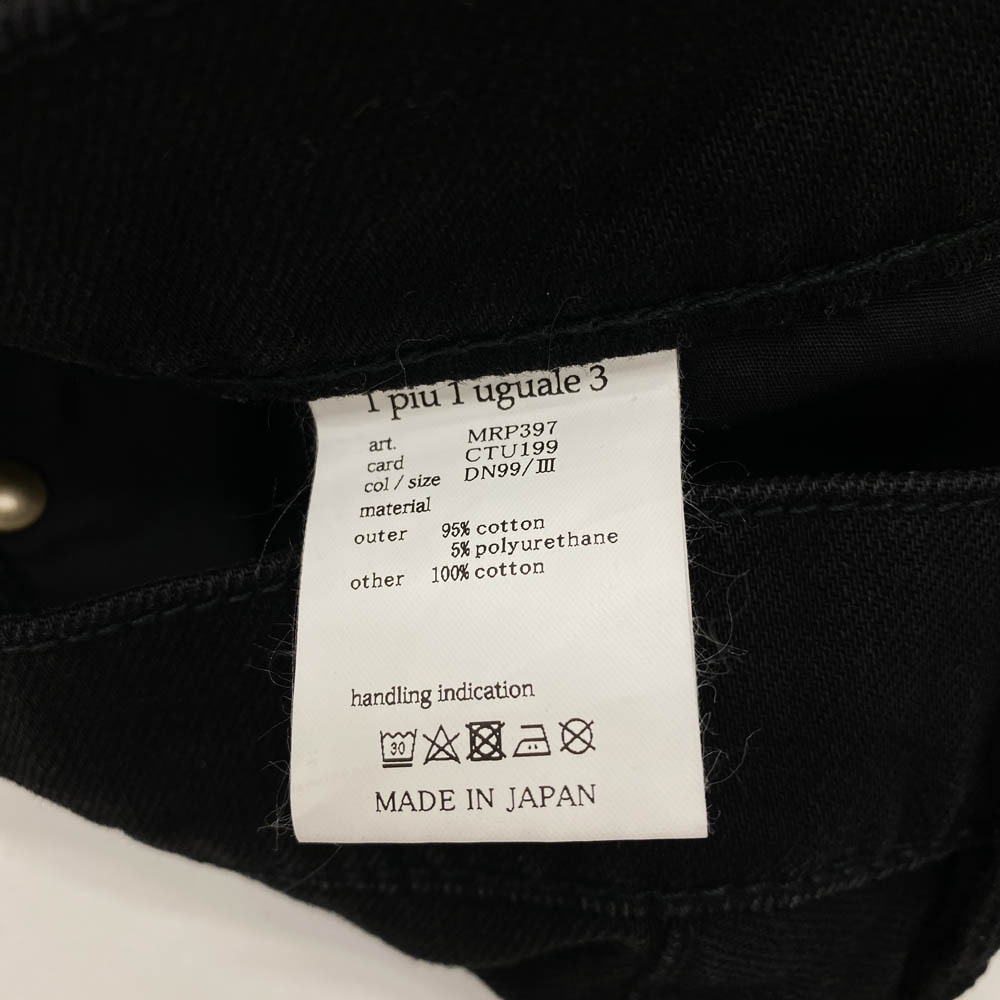 1 piu 1 uguale 3
art. MRP397
card CTU199
col / size DN99/III
material
outer 95% cotton
5% polyurethane
other 100% cotton
handling indication
30
MADE IN JAPAN